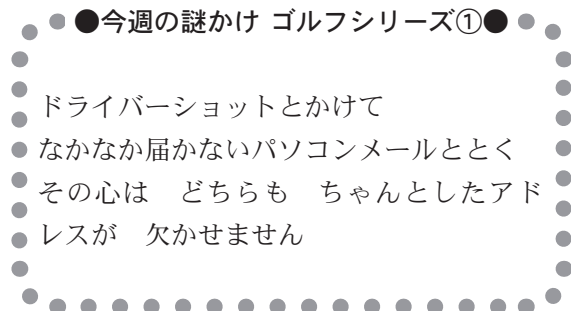 ●今週の謎かけ ゴルフシリーズ①●
ドライバーショットとかけて
なかなか届かないパソコンメールととく
その心は　どちらも　ちゃんとしたアド
レスが　欠かせません